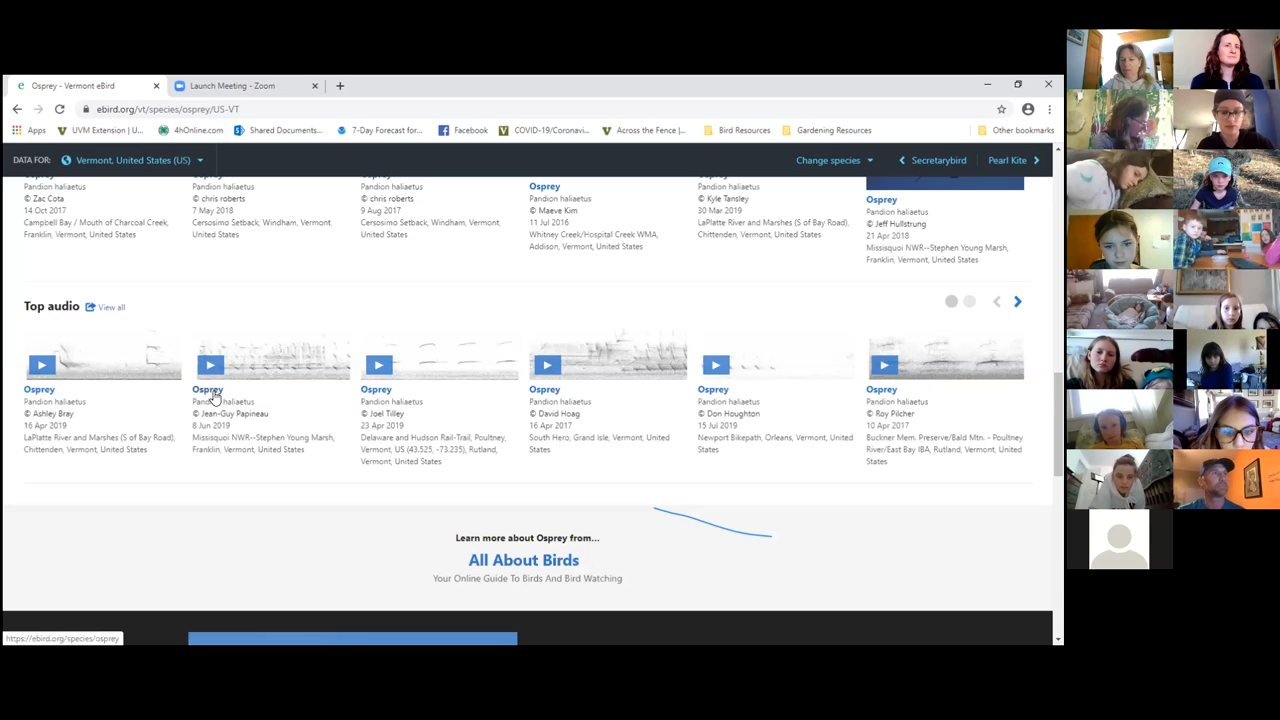 Osprey - Vermont eBird
Launch Meeting - Zoom
ebird.org/vt/species/osprey/US-VT
Apps
UVM Extension | U...
4hOnline.com
Shared Documents...
7-Day Forecast for...
Facebook
COVID-19/Coronavi...
Across the Fence |...
Bird Resources
Gardening Resources
Other bookmarks
DATA FOR:
Vermont, United States (US)
Change species
Secretarybird
Pearl Kite
Pandion haliaetus
© Zac Cota
14 Oct 2017
Campbell Bay / Mouth of Charcoal Creek,
Franklin, Vermont, United States
Pandion haliaetus
© chris roberts
7 May 2018
Cersosimo Setback, Windham, Vermont,
United States
Pandion haliaetus
© chris roberts
9 Aug 2017
Cersosimo Setback, Windham, Vermont,
United States
Osprey
Pandion haliaetus
© Maeve Kim
11 Jul 2016
Whitney Creek/Hospital Creek WMA,
Addison, Vermont, United States
Pandion haliaetus
© Kyle Tansley
30 Mar 2019
LaPlatte River and Marshes (S of Bay Road),
Chittenden, Vermont, United States
Osprey
Pandion haliaetus
© Jeff Hullstrung
21 Apr 2018
Missisquoi NWR--Stephen Young Marsh,
Franklin, Vermont, United States
Top audio
View all
Osprey
Pandion haliaetus
© Ashley Bray
16 Apr 2019
LaPlatte River and Marshes (S of Bay Road),
Chittenden, Vermont, United States
Osprey
Pandion haliaetus
© Jean-Guy Papineau
8 Jun 2019
Missisquoi NWR--Stephen Young Marsh,
Franklin, Vermont, United States
Osprey
Pandion haliaetus
© Joel Tilley
23 Apr 2019
Delaware and Hudson Rail-Trail, Poultney,
Vermont, US (43.525, -73.235), Rutland,
Vermont, United States
Osprey
Pandion haliaetus
© David Hoag
16 Apr 2017
South Hero, Grand Isle, Vermont, United
States
Osprey
Pandion haliaetus
© Don Houghton
15 Jul 2019
Newport Bikepath, Orleans, Vermont, United
States
Osprey
Pandion haliaetus
© Roy Pilcher
10 Apr 2017
Buckner Mem. Preserve/Bald Mtn. - Poultney
River/East Bay IBA, Rutland, Vermont, United
States
Learn more about Osprey from...
All About Birds
Your Online Guide To Birds And Bird Watching
https://ebird.org/species/osprey